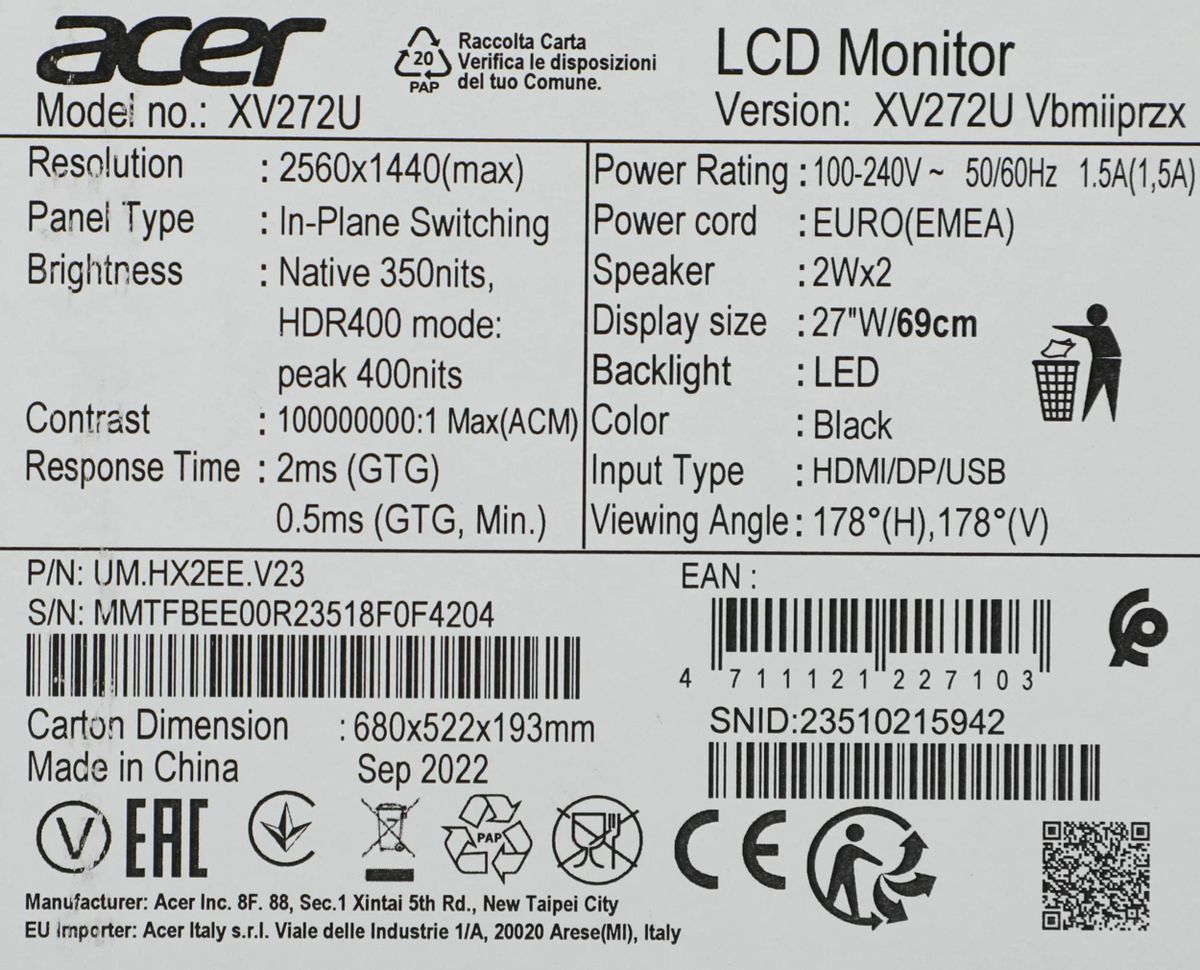 acer
20
PAP
Raccolta Carta
Verifica le disposizioni
del tuo Comune.
LCD Monitor
Model no.: XV272U
Version: XV272U Vbmiiprzx
Resolution : 2560x1440(max)
Panel Type : In-Plane Switching
Brightness : Native 350nits,
HDR400 mode:
peak 400nits
Contrast : 100000000:1 Max(ACM)
Response Time : 2ms (GTG)
0.5ms (GTG, Min.)
Power Rating : 100-240V ~ 50/60Hz 1.5A(1,5A)
Power cord : EURO(EMEA)
Speaker : 2Wx2
Display size : 27"W/69cm
Backlight : LED
Color : Black
Input Type : HDMI/DP/USB
Viewing Angle : 178°(H),178°(V)
P/N: UM.HX2EE.V23
S/N: MMTFBEE00R23518F0F4204
EAN :
4 711121 227103
SNID:23510215942
Carton Dimension : 680x522x193mm
Made in China Sep 2022
V EAC PAP CE
Manufacturer: Acer Inc. 8F. 88, Sec.1 Xintai 5th Rd., New Taipei City
EU Importer: Acer Italy s.r.l. Viale delle Industrie 1/A, 20020 Arese(MI), Italy